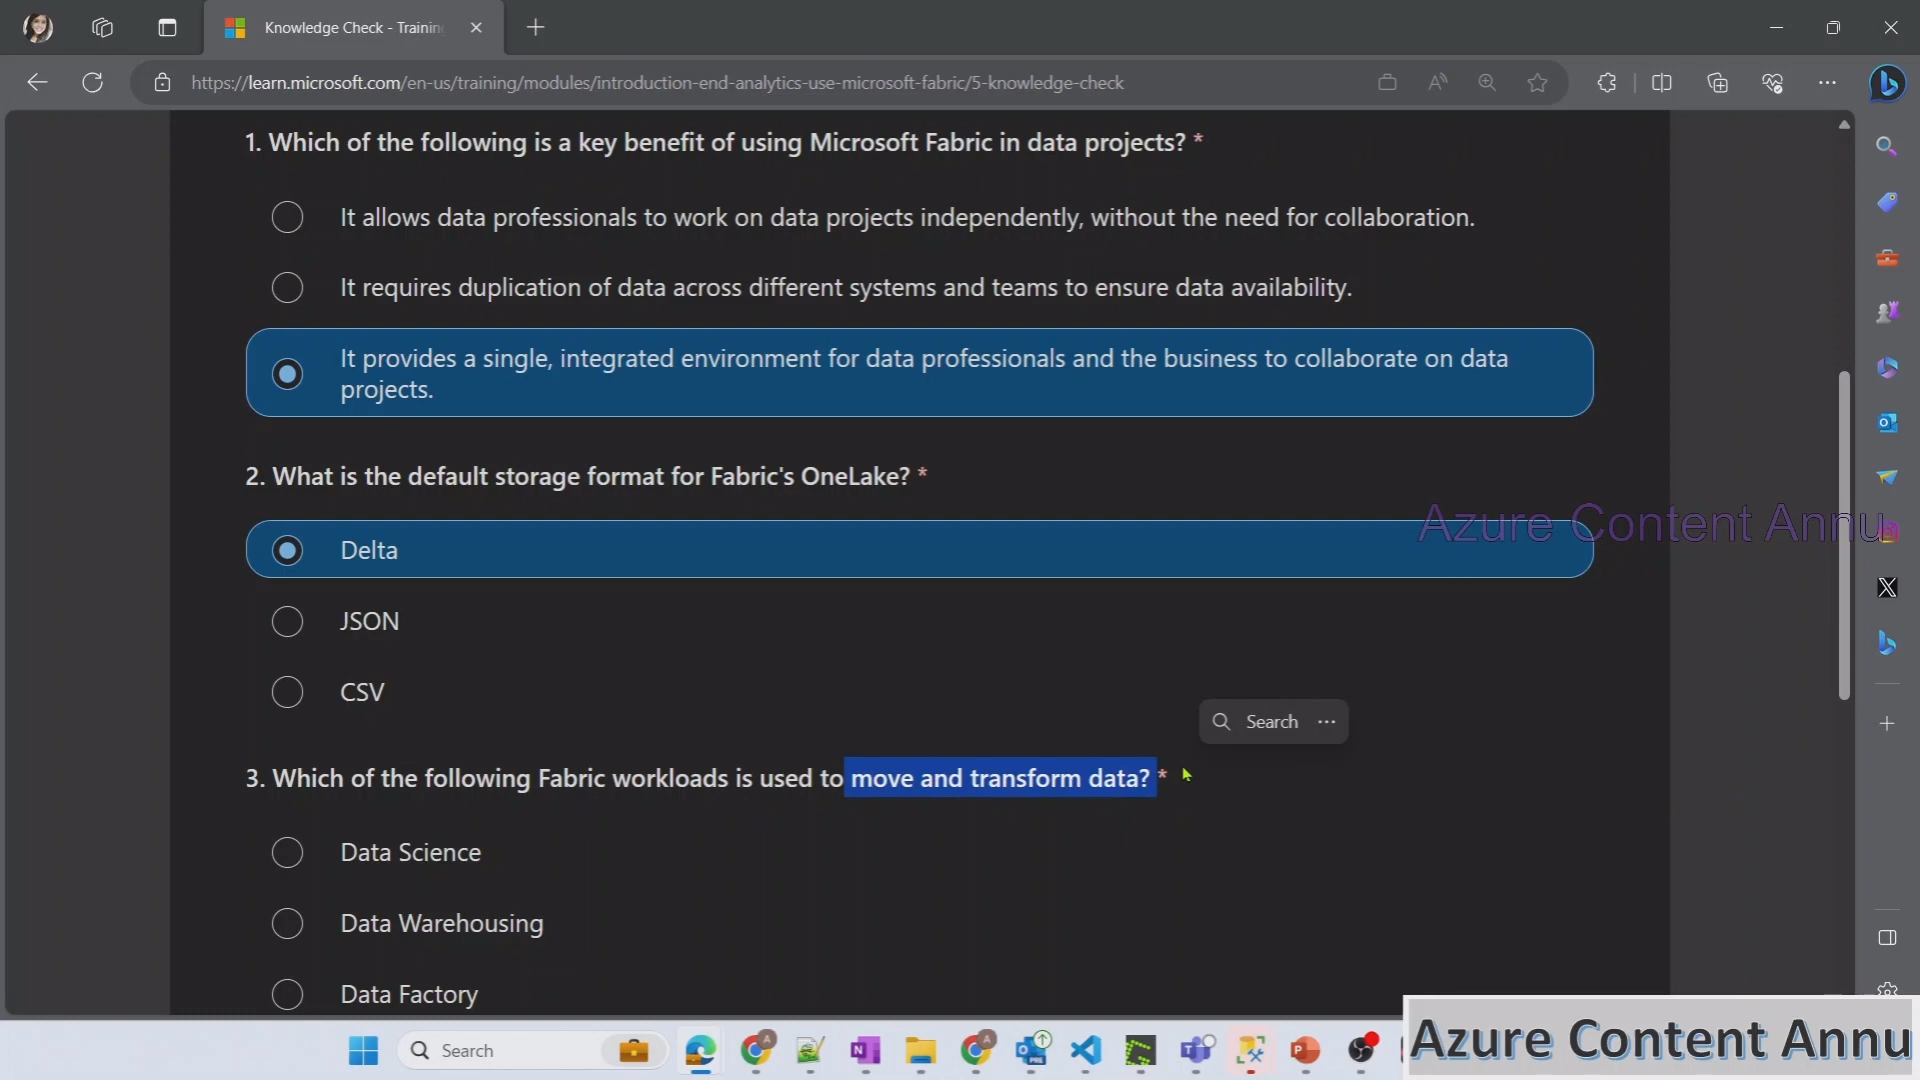 Knowledge Check - Training
https://learn.microsoft.com/en-us/training/modules/introduction-end-analytics-use-microsoft-fabric/5-knowledge-check
1. Which of the following is a key benefit of using Microsoft Fabric in data projects? *
It allows data professionals to work on data projects independently, without the need for collaboration.
It requires duplication of data across different systems and teams to ensure data availability.
It provides a single, integrated environment for data professionals and the business to collaborate on data
projects.
2. What is the default storage format for Fabric's OneLake? *
Delta
Azure Content Annu
JSON
CSV
Search
3. Which of the following Fabric workloads is used to move and transform data? *
Data Science
Data Warehousing
Data Factory
Search
Azure Content Annu